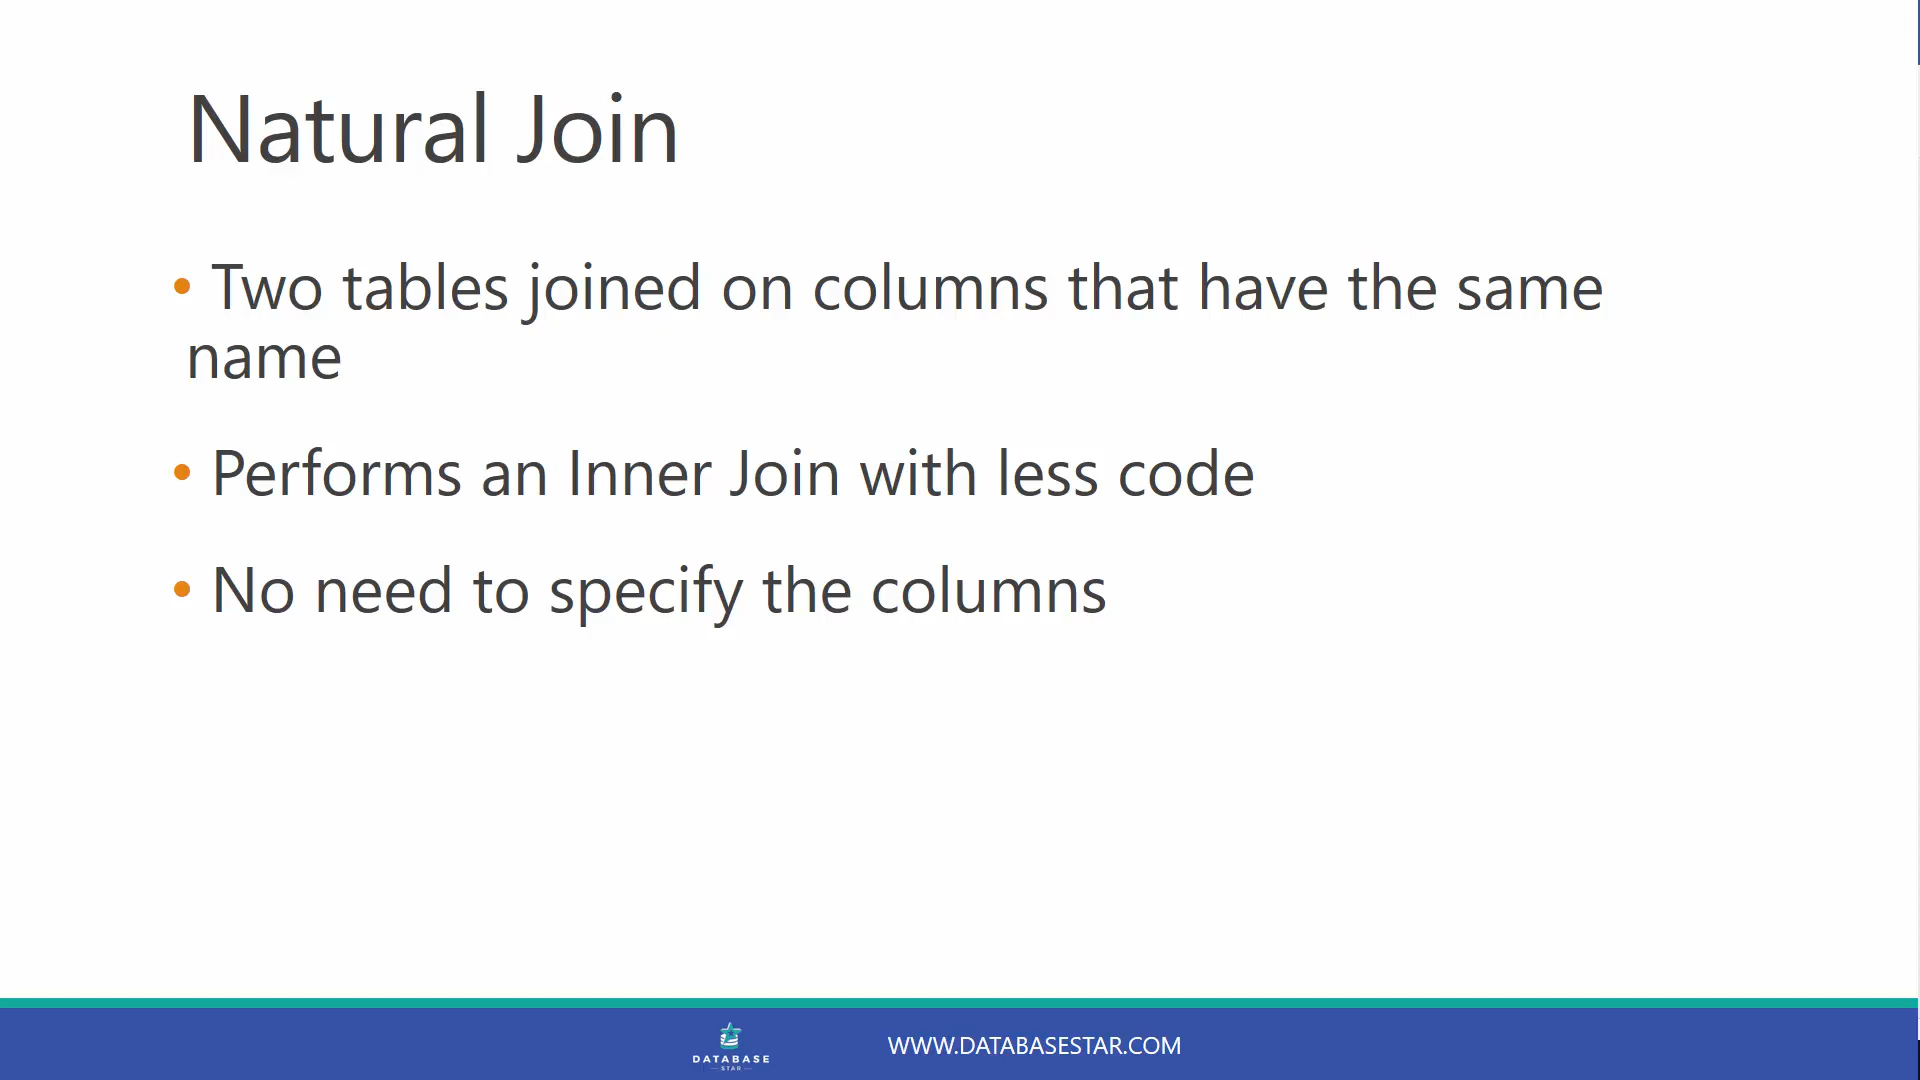 Natural Join
• Two tables joined on columns that have the same
name
• Performs an Inner Join with less code
• No need to specify the columns
DATABASE
STAR
WWW.DATABASESTAR.COM